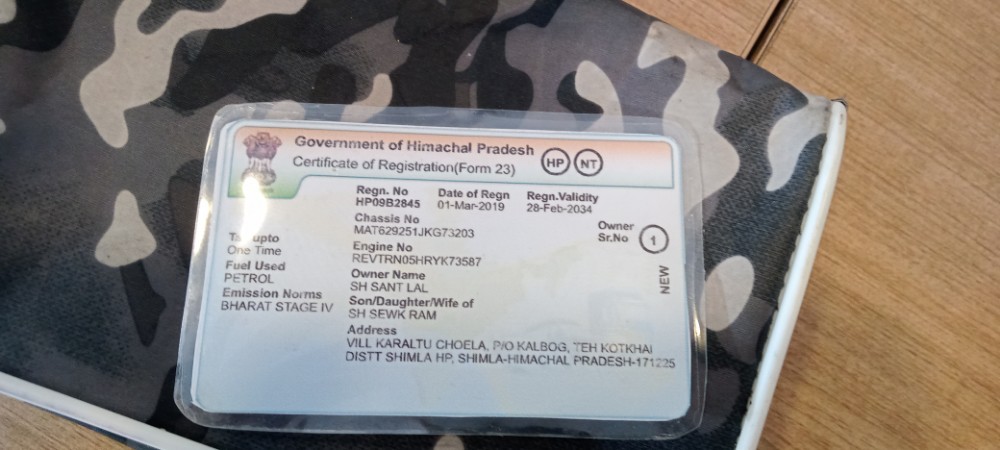 Government of Himachal Pradesh
Certificate of Registration(Form 23)
HP NT
Regn. No Date of Regn Regn.Validity
HP09B2845 01-Mar-2019 28-Feb-2034
Chassis No
MAT629251JKG73203
Owner
Sr.No 1
NEW
Engine No
REVTRN05HRYK73587
upto
One Time
Fuel Used
PETROL
Emission Norms
BHARAT STAGE IV
Owner Name
SH SANT LAL
Son/Daughter/Wife of
SH SEWK RAM
Address
VILL KARALTU CHOELA, P/O KALBOG, TEH KOTKHAI
DISTT SHIMLA HP, SHIMLA-HIMACHAL PRADESH-171225